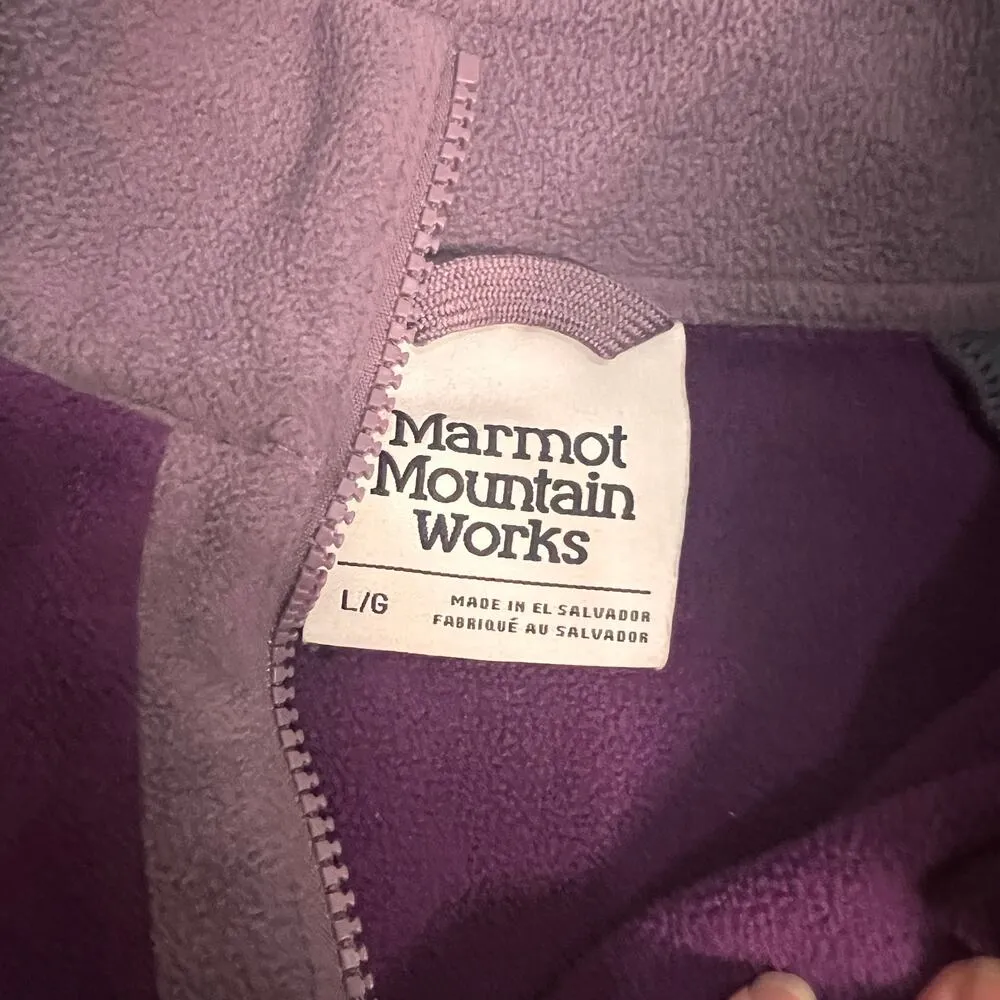 Marmot
Mountain
Works
L/G
MADE IN EL SALVADOR
FABRIQUÉ AU SALVADOR